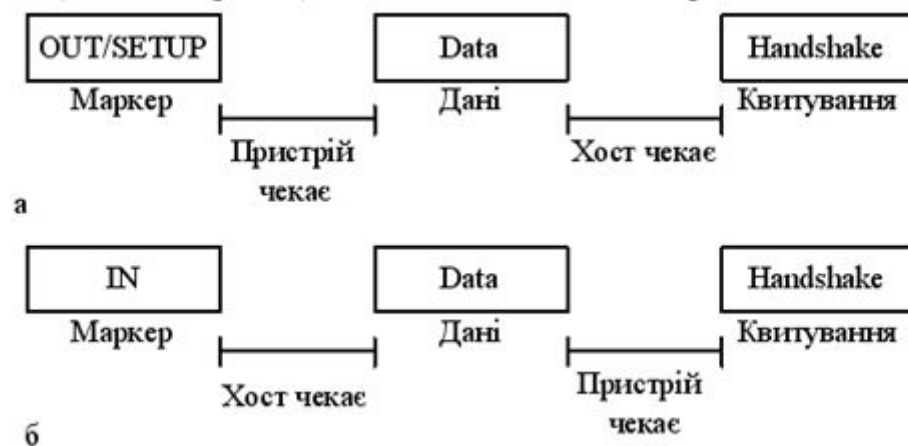 OUT/SETUP Data Handshake
Маркер Дані Квитування
Пристрій чекає Хост чекає
а
IN Data Handshake
Маркер Дані Квитування
Хост чекає Пристрій чекає
б